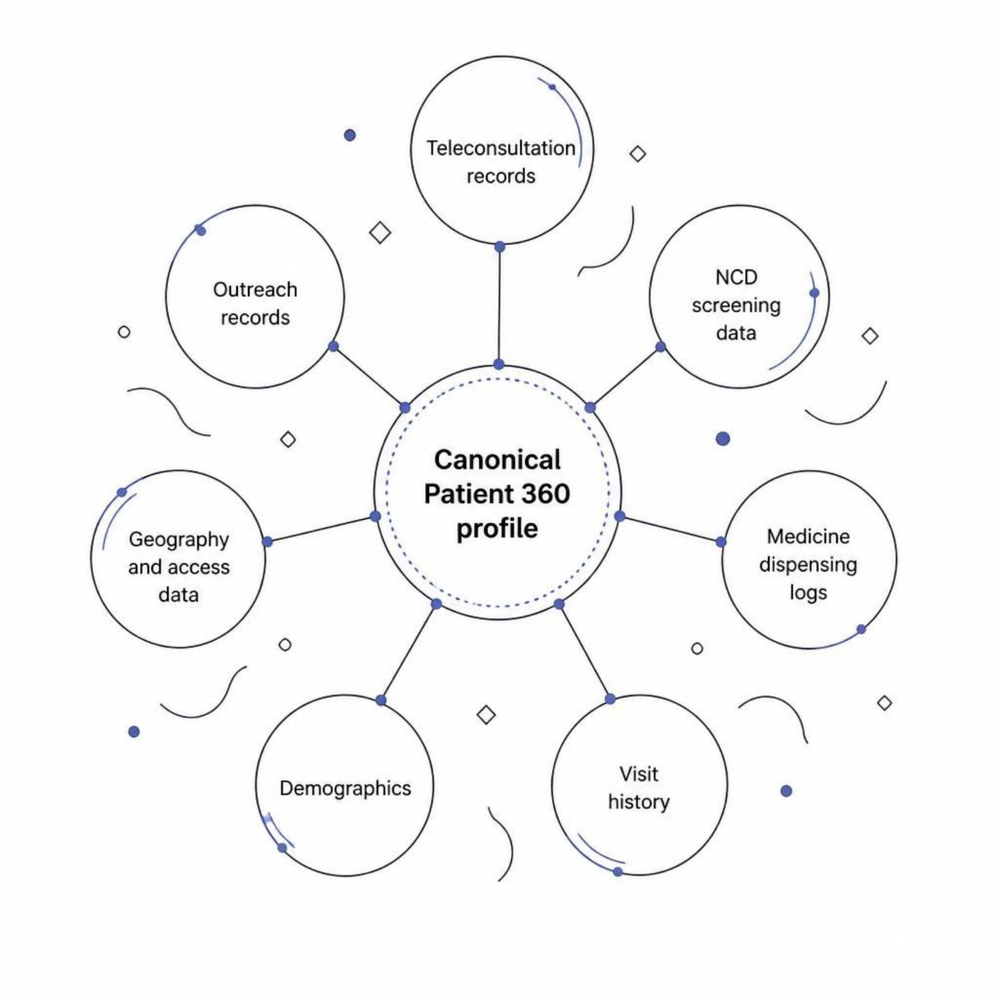 Teleconsultation
records
Outreach
records
NCD
screening
data
Canonical
Patient 360
profile
Geography
and access
data
Medicine
dispensing
logs
Demographics
Visit
history